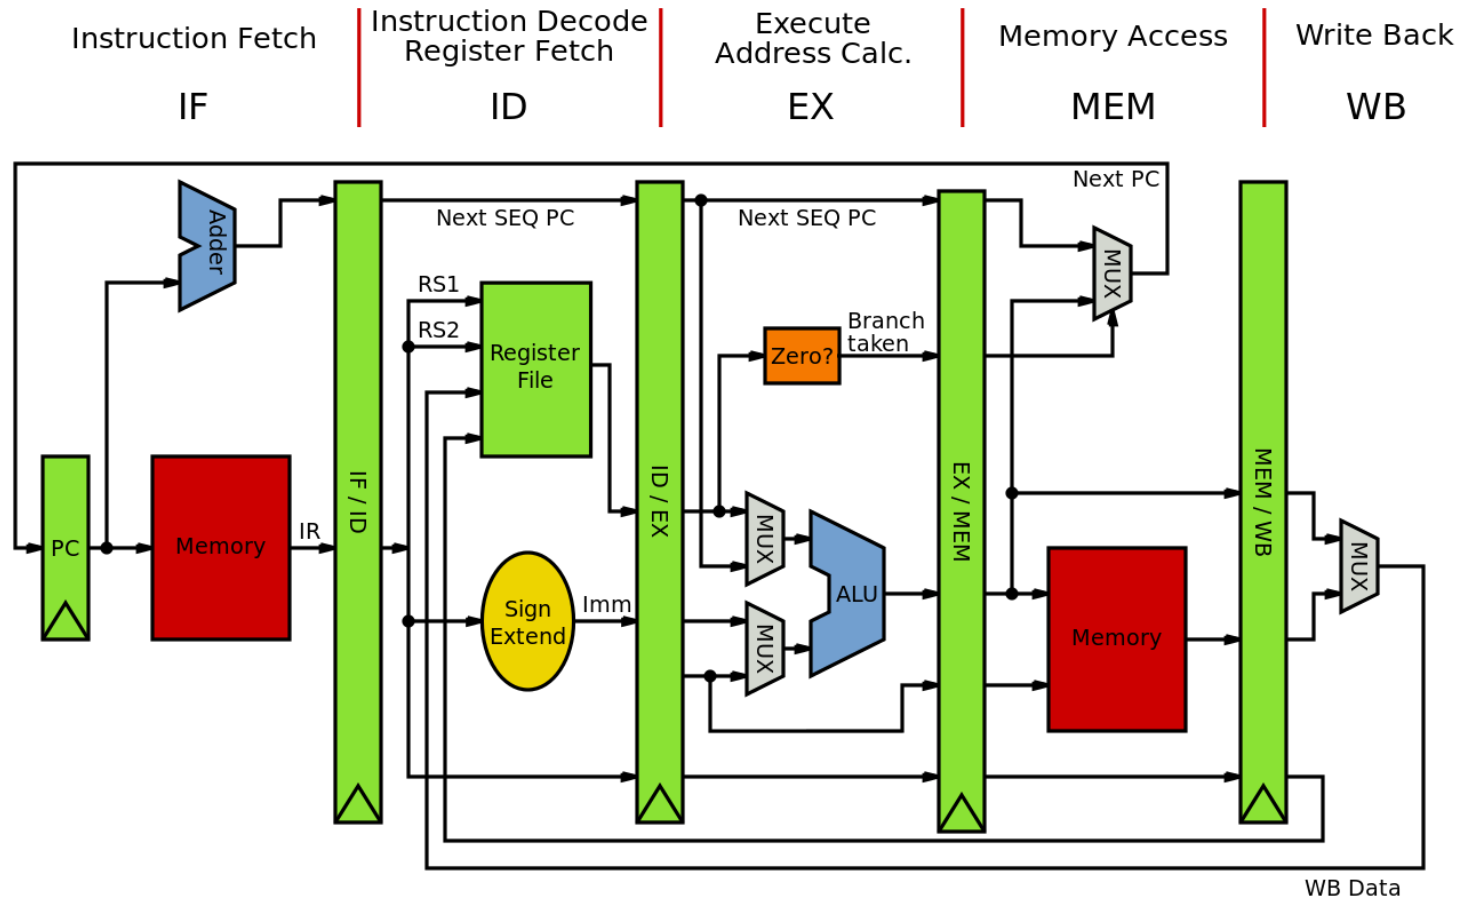 Instruction Fetch
IF
Instruction Decode
Register Fetch
ID
Execute
Address Calc.
EX
Memory Access
MEM
Write Back
WB
Next PC
Adder
Next SEQ PC
Next SEQ PC
MUX
RS1
RS2
Register
File
Zero?
Branch
taken
PC
Memory
IR
IF / ID
Sign
Extend
Imm
ID / EX
MUX
MUX
ALU
EX / MEM
Memory
MEM / WB
MUX
WB Data